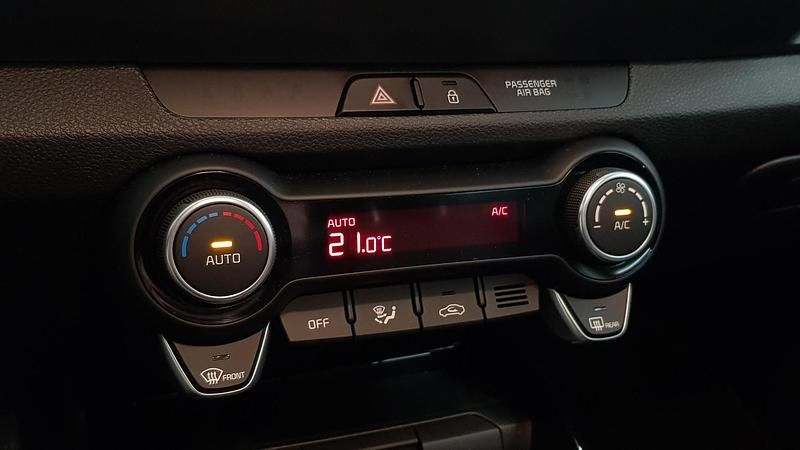 PASSENGER
AIR BAG
AUTO
A/C
21.0°C
AUTO
A/C
- +
OFF
FRONT
REAR